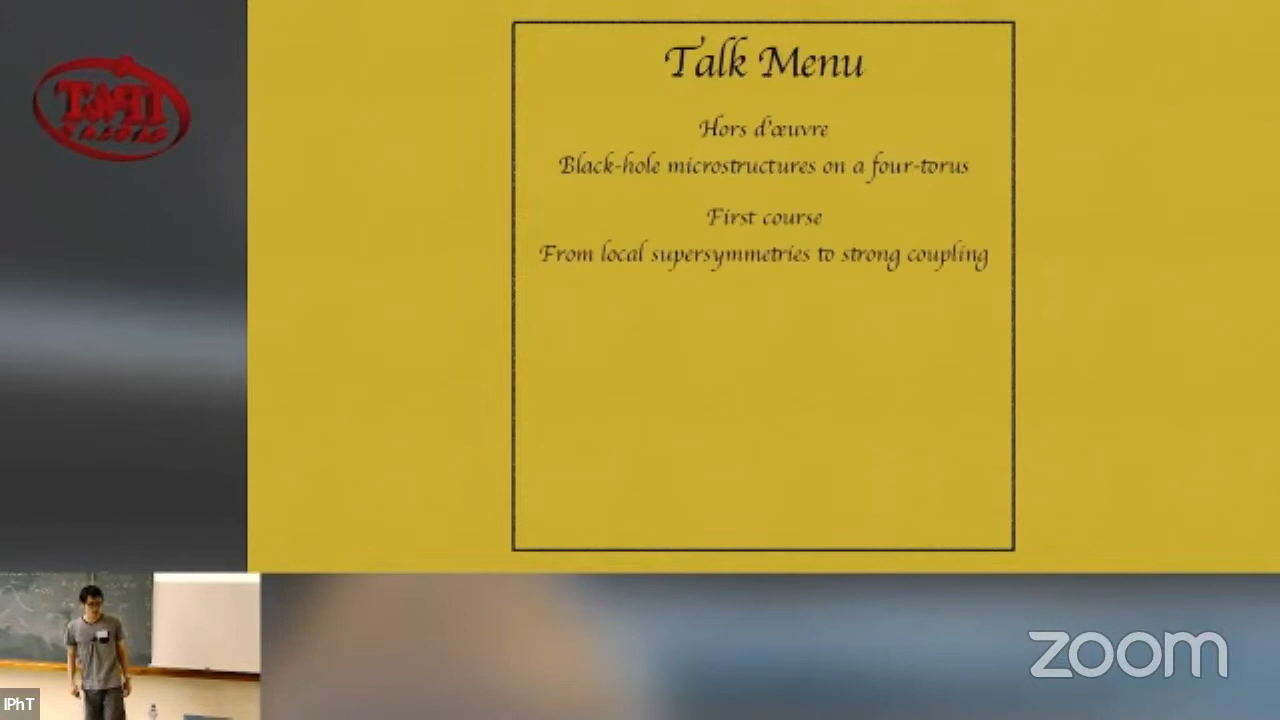 Talk Menu
Hors d'œuvre
Black-hole microstructures on a four-torus
First course
From local supersymmetries to strong coupling
IPhT
zoom